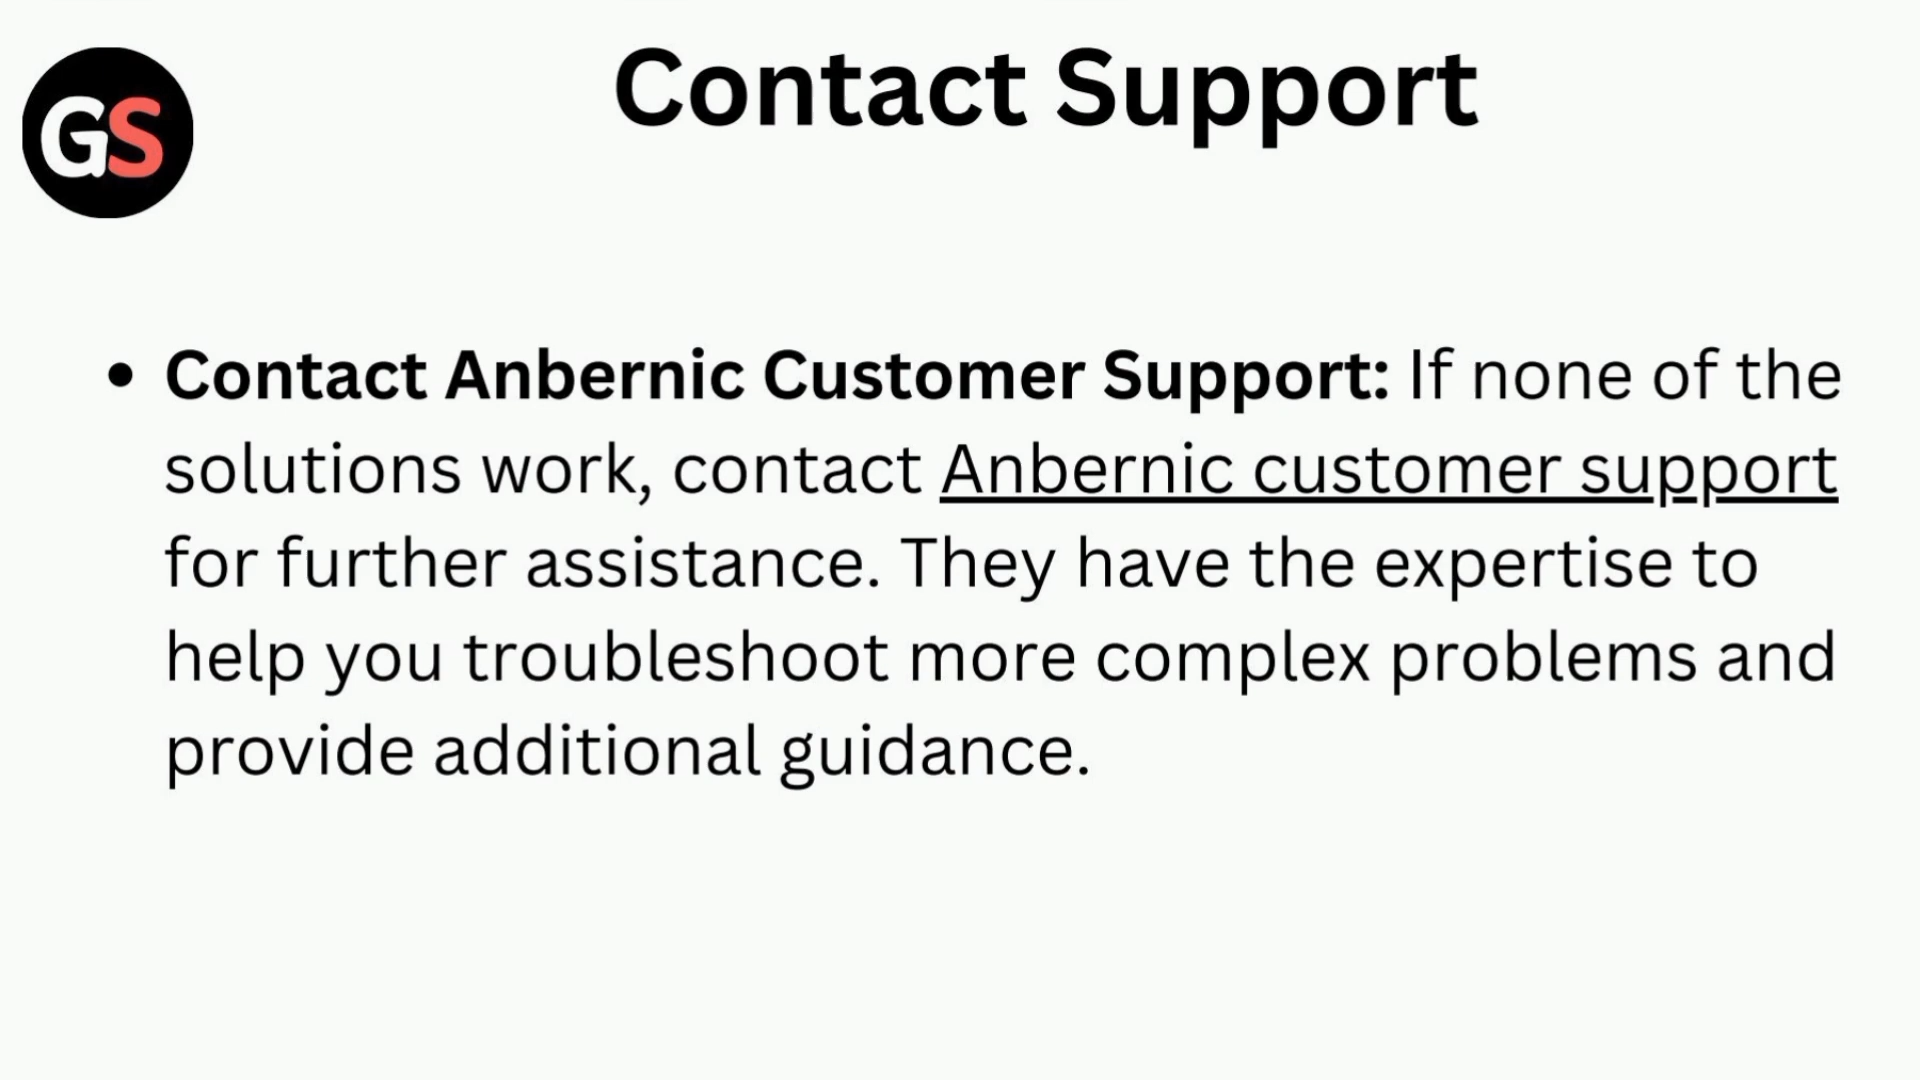 GS
Contact Support
• Contact Anbernic Customer Support: If none of the
solutions work, contact Anbernic customer support
for further assistance. They have the expertise to
help you troubleshoot more complex problems and
provide additional guidance.